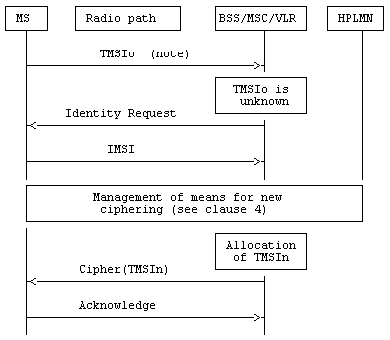 MS
Radio path
BSS/MSC/VLR
HPLMN
TMSIo (note)
TMSIo is
unknown
Identity Request
IMSI
Management of means for new
ciphering (see clause 4)
Allocation
of TMSIn
Cipher(TMSIn)
Acknowledge